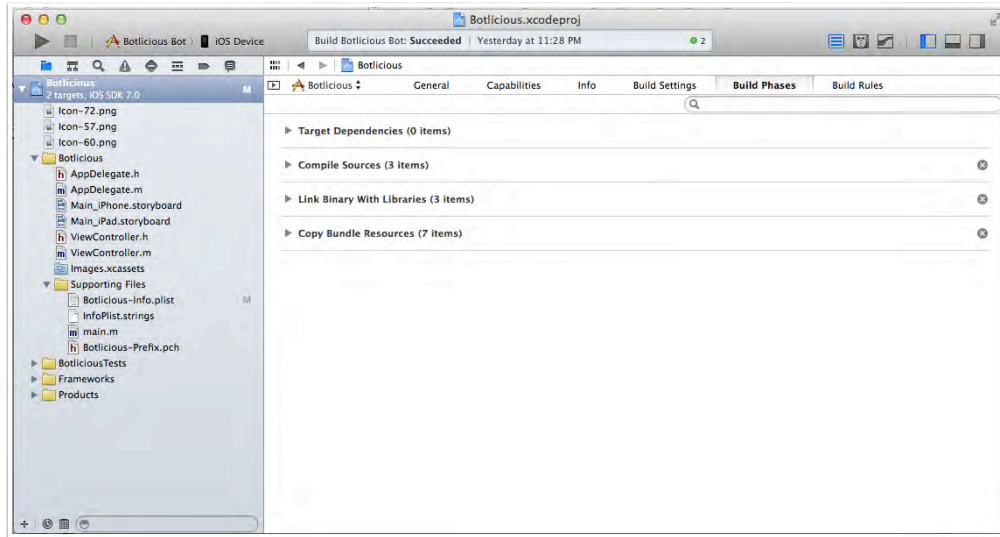 Botlicious.xcodeproj
Botlicious Bot
iOS Device
Build Botlicious Bot: Succeeded | Yesterday at 11:28 PM
2
Botlicious
2 targets, iOS SDK 7.0
M
Icon-72.png
Icon-57.png
Icon-60.png
Botlicious
h AppDelegate.h
m AppDelegate.m
Main_iPhone.storyboard
Main_iPad.storyboard
h ViewController.h
m ViewController.m
Images.xcassets
Supporting Files
Botlicious-Info.plist
M
InfoPlist.strings
m main.m
h Botlicious-Prefix.pch
BotliciousTests
Frameworks
Products
Botlicious
Botlicious
General
Capabilities
Info
Build Settings
Build Phases
Build Rules
Target Dependencies (0 items)
Compile Sources (3 items)
Link Binary With Libraries (3 items)
Copy Bundle Resources (7 items)